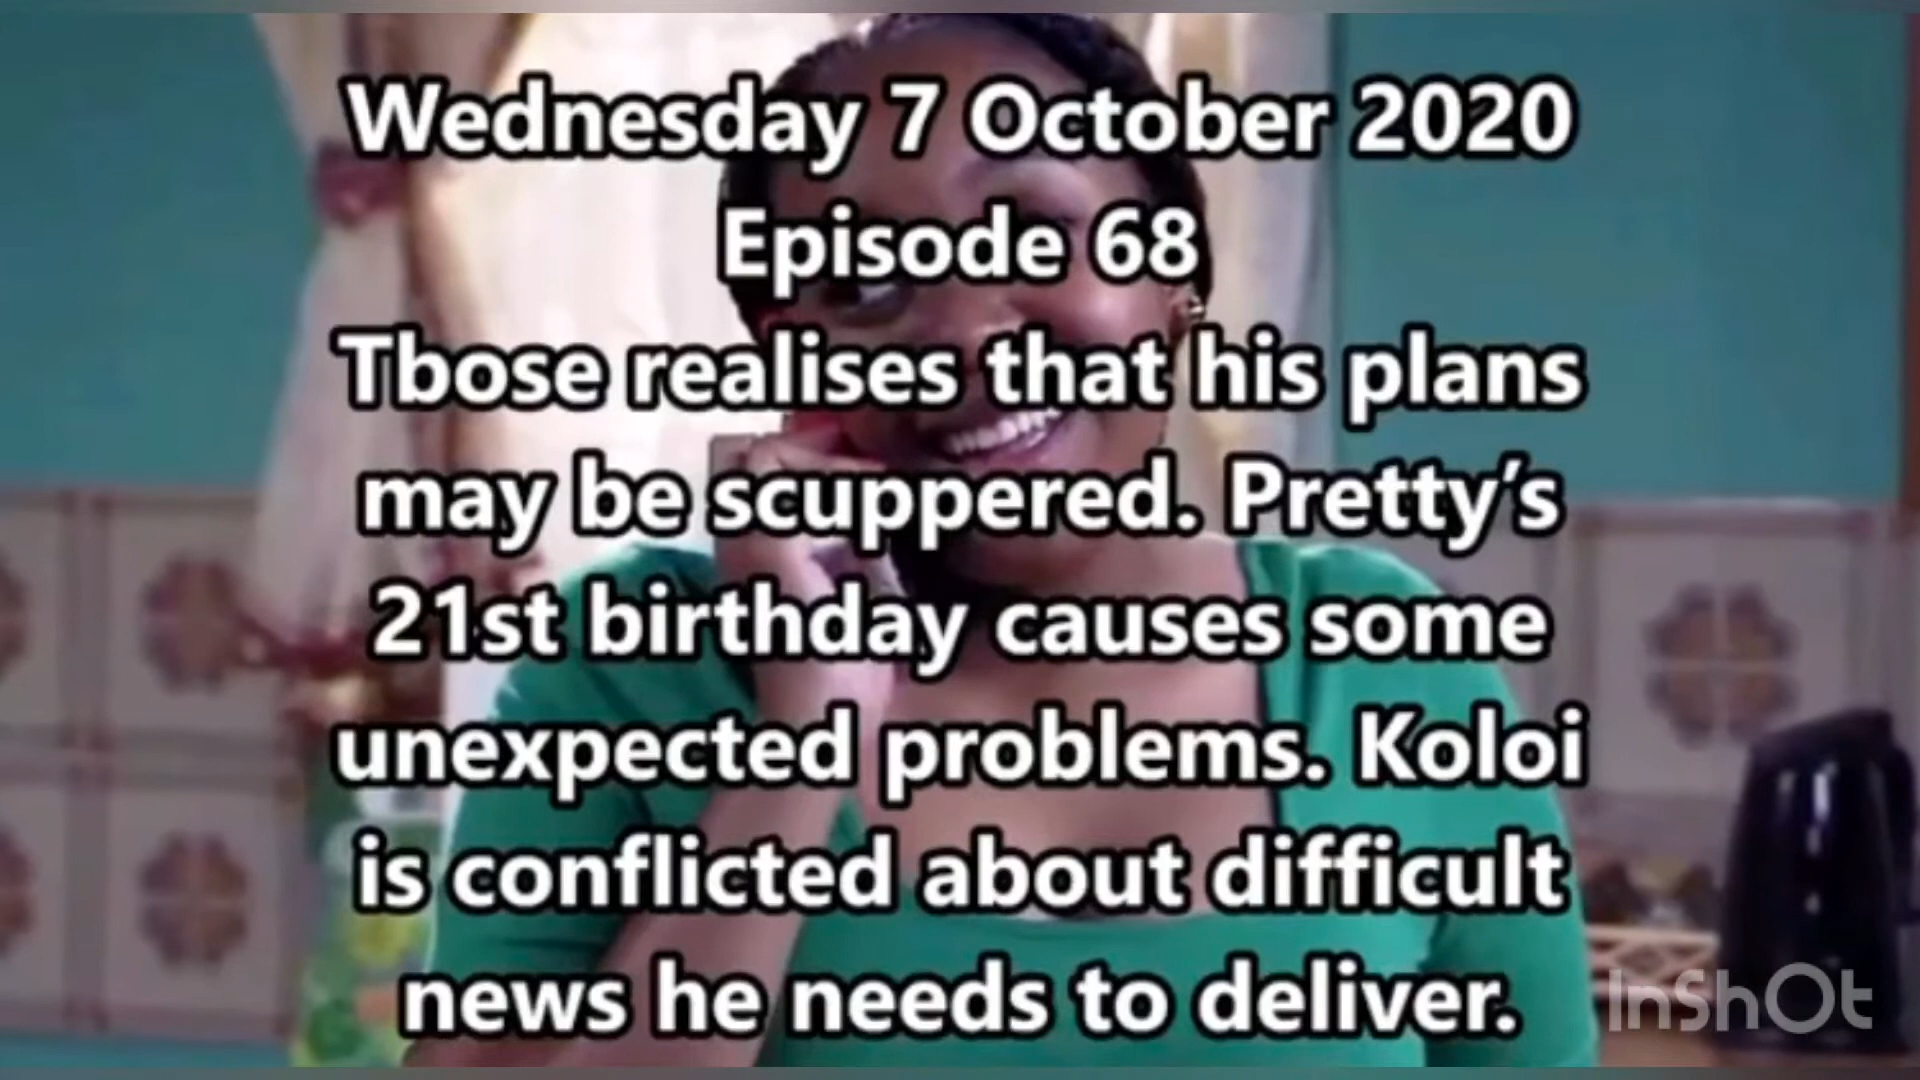 Wednesday 7 October 2020
Episode 68
Tbose realises that his plans
may be scuppered. Pretty’s
21st birthday causes some
unexpected problems. Koloi
is conflicted about difficult
news he needs to deliver.
InShOt